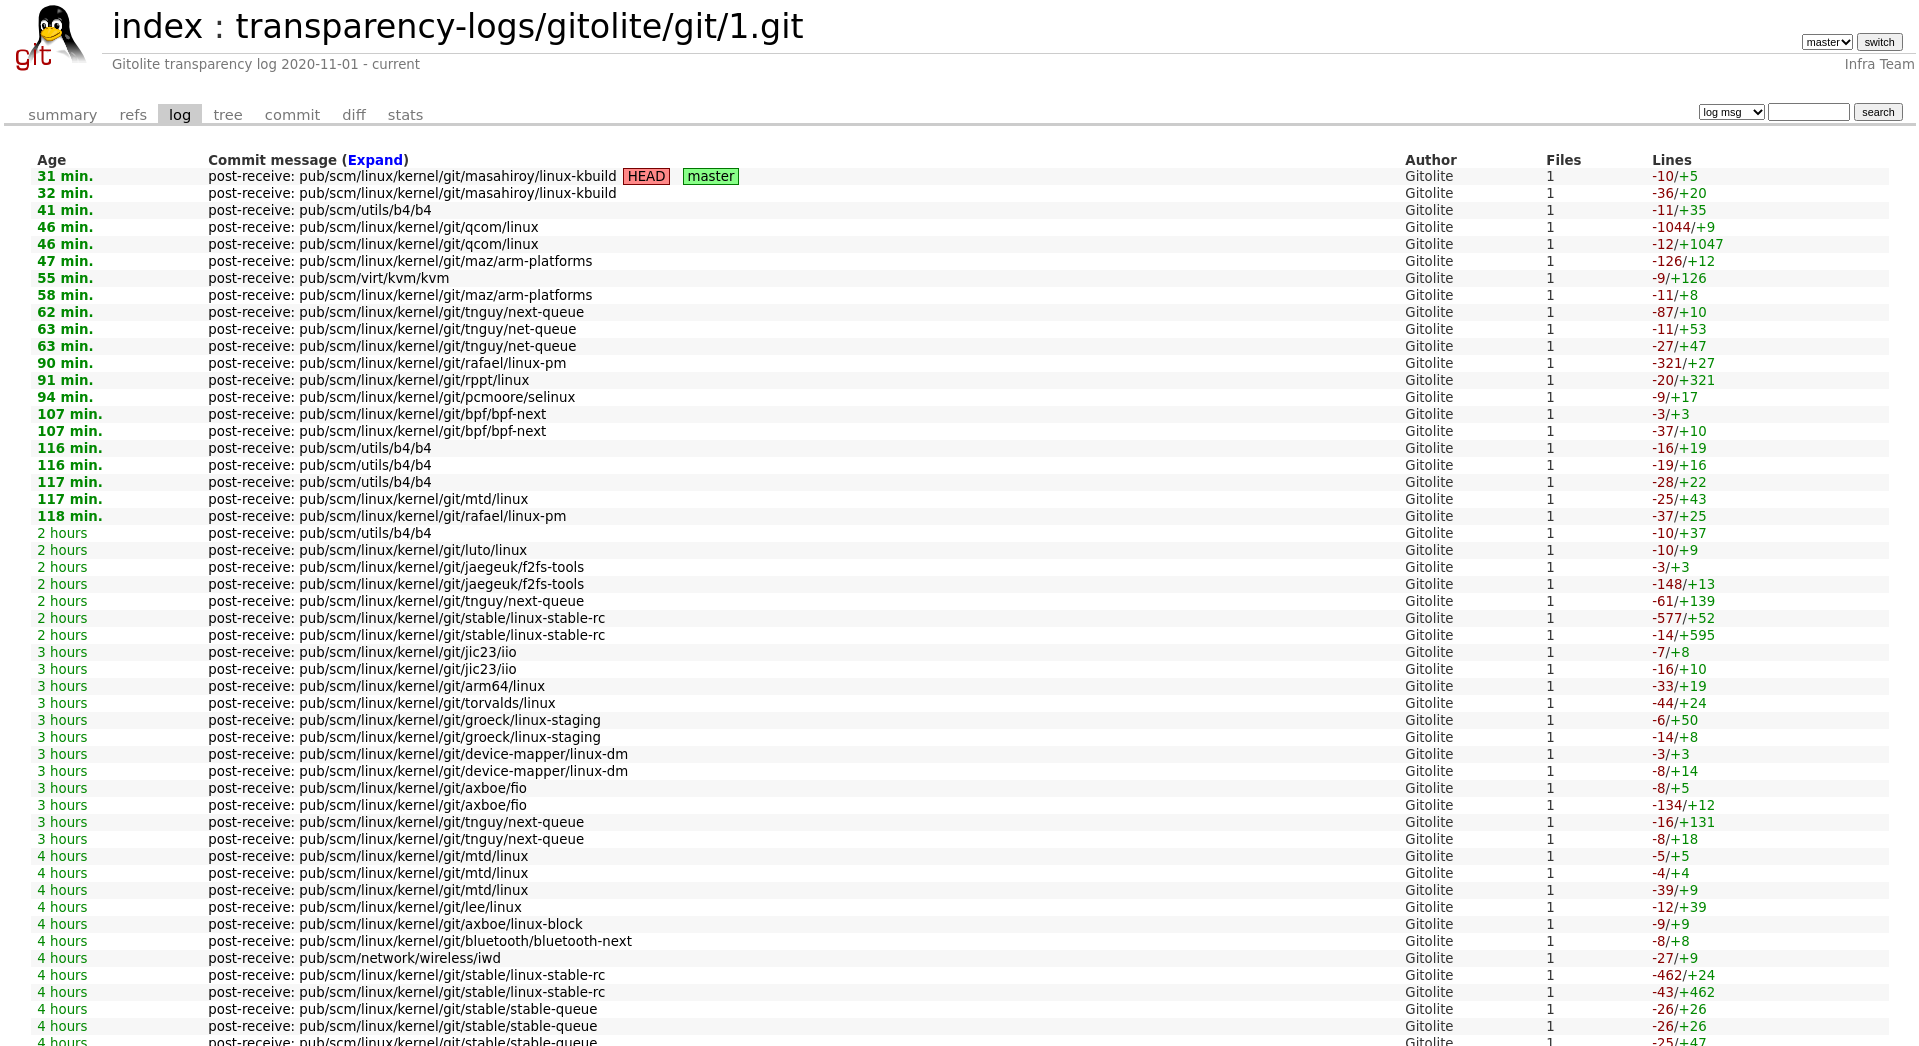 index : transparency-logs/gitolite/git/1.git
master switch
Gitolite transparency log 2020-11-01 - current Infra Team
git
summary refs log tree commit diff stats log msg search
Age Commit message (Expand) Author Files Lines
31 min. post-receive: pub/scm/linux/kernel/git/masahiroy/linux-kbuild HEAD master Gitolite 1 -10/+5
32 min. post-receive: pub/scm/linux/kernel/git/masahiroy/linux-kbuild Gitolite 1 -36/+20
41 min. post-receive: pub/scm/utils/b4/b4 Gitolite 1 -11/+35
46 min. post-receive: pub/scm/linux/kernel/git/qcom/linux Gitolite 1 -1044/+9
46 min. post-receive: pub/scm/linux/kernel/git/qcom/linux Gitolite 1 -12/+1047
47 min. post-receive: pub/scm/linux/kernel/git/maz/arm-platforms Gitolite 1 -126/+12
55 min. post-receive: pub/scm/virt/kvm/kvm Gitolite 1 -9/+126
58 min. post-receive: pub/scm/linux/kernel/git/maz/arm-platforms Gitolite 1 -11/+8
62 min. post-receive: pub/scm/linux/kernel/git/tnguy/next-queue Gitolite 1 -87/+10
63 min. post-receive: pub/scm/linux/kernel/git/tnguy/net-queue Gitolite 1 -11/+53
63 min. post-receive: pub/scm/linux/kernel/git/tnguy/net-queue Gitolite 1 -27/+47
90 min. post-receive: pub/scm/linux/kernel/git/rafael/linux-pm Gitolite 1 -321/+27
91 min. post-receive: pub/scm/linux/kernel/git/rppt/linux Gitolite 1 -20/+321
94 min. post-receive: pub/scm/linux/kernel/git/pcmoore/selinux Gitolite 1 -9/+17
107 min. post-receive: pub/scm/linux/kernel/git/bpf/bpf-next Gitolite 1 -3/+3
107 min. post-receive: pub/scm/linux/kernel/git/bpf/bpf-next Gitolite 1 -37/+10
116 min. post-receive: pub/scm/utils/b4/b4 Gitolite 1 -16/+19
116 min. post-receive: pub/scm/utils/b4/b4 Gitolite 1 -19/+16
117 min. post-receive: pub/scm/utils/b4/b4 Gitolite 1 -28/+22
117 min. post-receive: pub/scm/linux/kernel/git/mtd/linux Gitolite 1 -25/+43
118 min. post-receive: pub/scm/linux/kernel/git/rafael/linux-pm Gitolite 1 -37/+25
2 hours post-receive: pub/scm/utils/b4/b4 Gitolite 1 -10/+37
2 hours post-receive: pub/scm/linux/kernel/git/luto/linux Gitolite 1 -10/+9
2 hours post-receive: pub/scm/linux/kernel/git/jaegeuk/f2fs-tools Gitolite 1 -3/+3
2 hours post-receive: pub/scm/linux/kernel/git/jaegeuk/f2fs-tools Gitolite 1 -148/+13
2 hours post-receive: pub/scm/linux/kernel/git/tnguy/next-queue Gitolite 1 -61/+139
2 hours post-receive: pub/scm/linux/kernel/git/stable/linux-stable-rc Gitolite 1 -577/+52
2 hours post-receive: pub/scm/linux/kernel/git/stable/linux-stable-rc Gitolite 1 -14/+595
3 hours post-receive: pub/scm/linux/kernel/git/jic23/iio Gitolite 1 -7/+8
3 hours post-receive: pub/scm/linux/kernel/git/jic23/iio Gitolite 1 -16/+10
3 hours post-receive: pub/scm/linux/kernel/git/arm64/linux Gitolite 1 -33/+19
3 hours post-receive: pub/scm/linux/kernel/git/torvalds/linux Gitolite 1 -44/+24
3 hours post-receive: pub/scm/linux/kernel/git/groeck/linux-staging Gitolite 1 -6/+50
3 hours post-receive: pub/scm/linux/kernel/git/groeck/linux-staging Gitolite 1 -14/+8
3 hours post-receive: pub/scm/linux/kernel/git/device-mapper/linux-dm Gitolite 1 -3/+3
3 hours post-receive: pub/scm/linux/kernel/git/device-mapper/linux-dm Gitolite 1 -8/+14
3 hours post-receive: pub/scm/linux/kernel/git/axboe/fio Gitolite 1 -8/+5
3 hours post-receive: pub/scm/linux/kernel/git/axboe/fio Gitolite 1 -134/+12
3 hours post-receive: pub/scm/linux/kernel/git/tnguy/next-queue Gitolite 1 -16/+131
3 hours post-receive: pub/scm/linux/kernel/git/tnguy/next-queue Gitolite 1 -8/+18
4 hours post-receive: pub/scm/linux/kernel/git/mtd/linux Gitolite 1 -5/+5
4 hours post-receive: pub/scm/linux/kernel/git/mtd/linux Gitolite 1 -4/+4
4 hours post-receive: pub/scm/linux/kernel/git/mtd/linux Gitolite 1 -39/+9
4 hours post-receive: pub/scm/linux/kernel/git/lee/linux Gitolite 1 -12/+39
4 hours post-receive: pub/scm/linux/kernel/git/axboe/linux-block Gitolite 1 -9/+9
4 hours post-receive: pub/scm/linux/kernel/git/bluetooth/bluetooth-next Gitolite 1 -8/+8
4 hours post-receive: pub/scm/network/wireless/iwd Gitolite 1 -27/+9
4 hours post-receive: pub/scm/linux/kernel/git/stable/linux-stable-rc Gitolite 1 -462/+24
4 hours post-receive: pub/scm/linux/kernel/git/stable/linux-stable-rc Gitolite 1 -43/+462
4 hours post-receive: pub/scm/linux/kernel/git/stable/stable-queue Gitolite 1 -26/+26
4 hours post-receive: pub/scm/linux/kernel/git/stable/stable-queue Gitolite 1 -26/+26
4 hours post-receive: pub/scm/linux/kernel/git/stable/stable-queue Gitolite 1 -25/+47